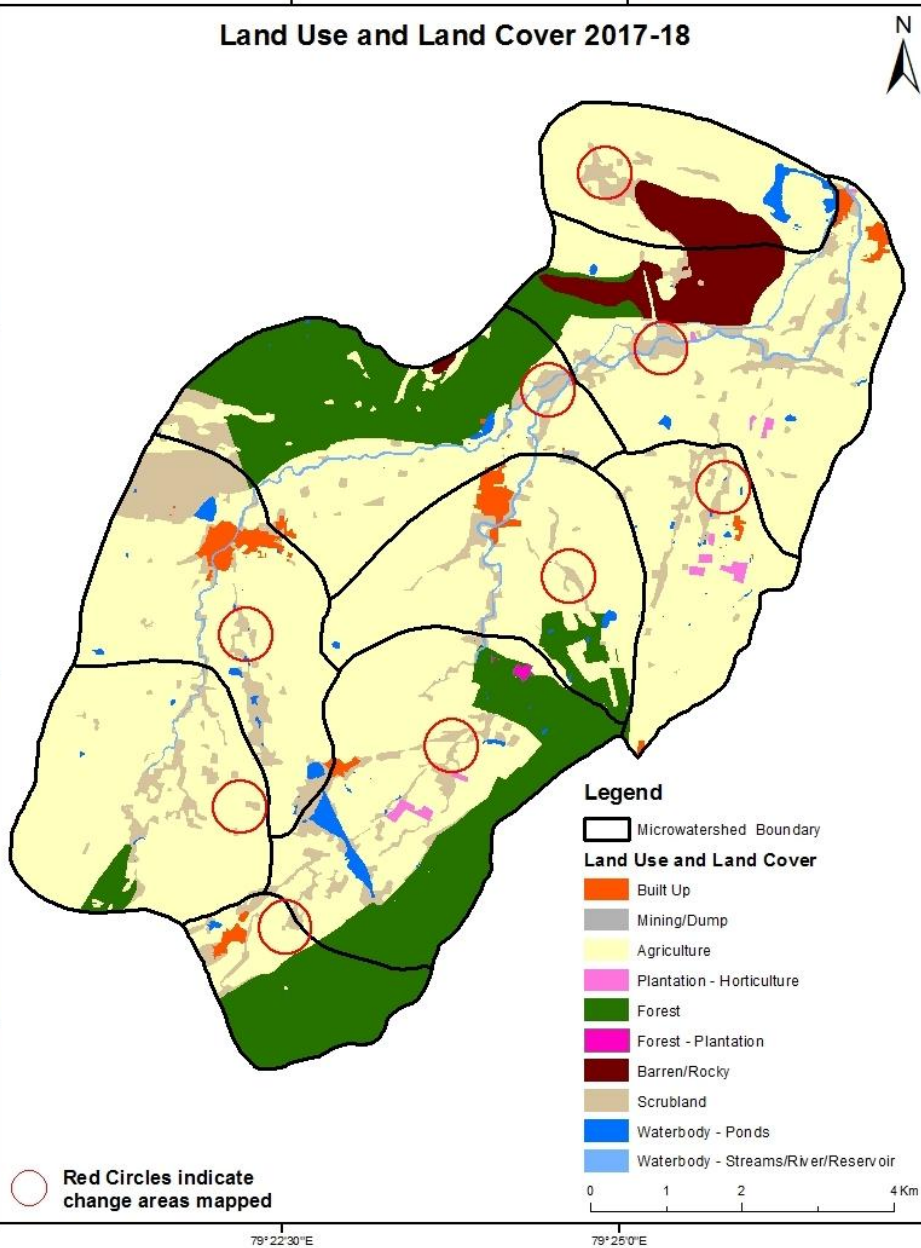 Land Use and Land Cover 2017-18
N
Legend
Microwatershed Boundary
Land Use and Land Cover
Built Up
Mining/Dump
Agriculture
Plantation - Horticulture
Forest
Forest - Plantation
Barren/Rocky
Scrubland
Waterbody - Ponds
Waterbody - Streams/River/Reservoir
0 1 2 4 Km
Red Circles indicate
change areas mapped
79°22'30"E 79°25'0"E